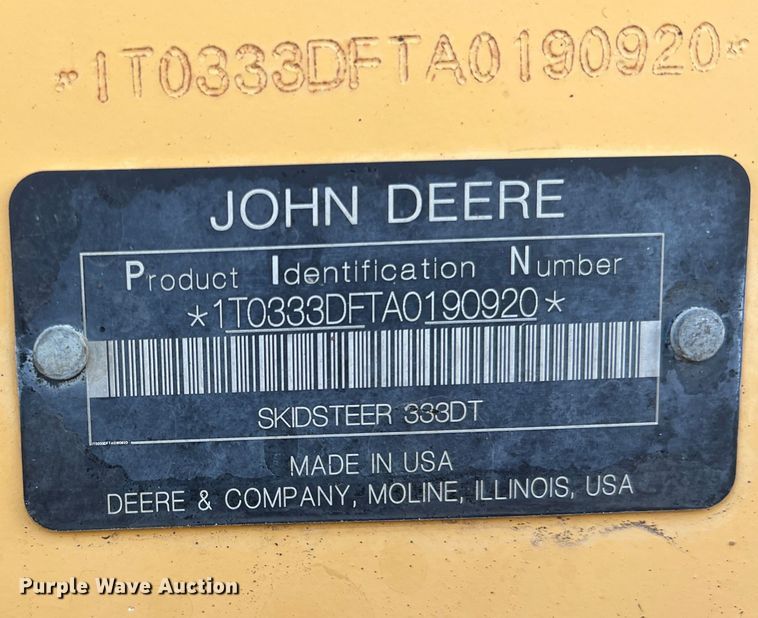 *1T0333DFTA0190920*
JOHN DEERE
Product Identification Number
*1T0333DFTA0190920*
SKIDSTEER 333DT
1T0333DFTA0190920
MADE IN USA
DEERE & COMPANY, MOLINE, ILLINOIS, USA
Purple Wave Auction